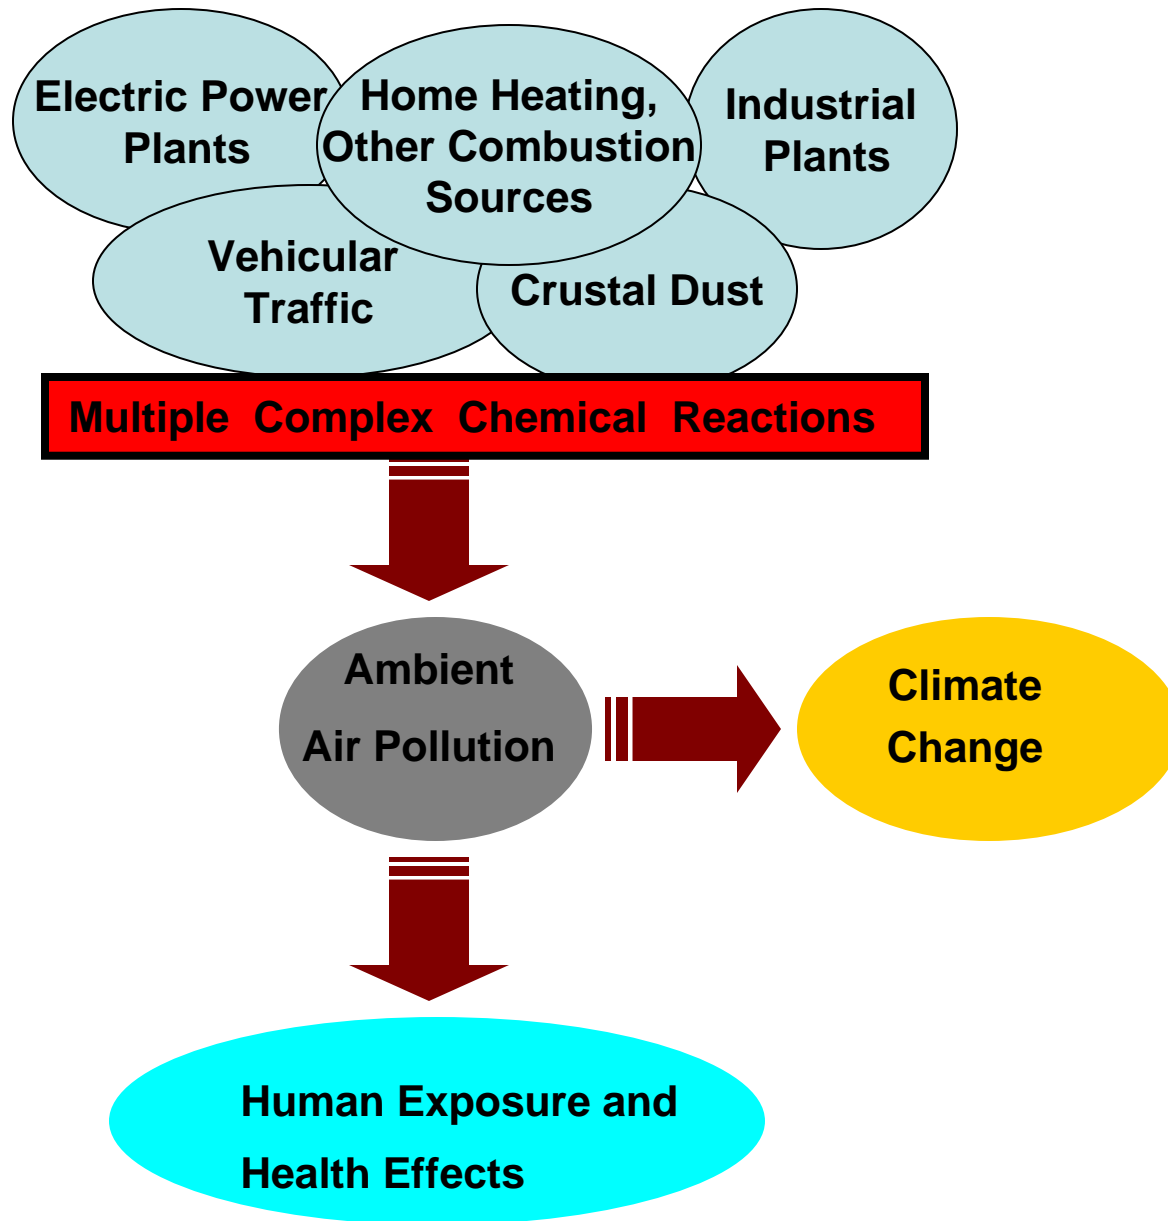 Electric Power
Plants
Home Heating,
Other Combustion
Sources
Industrial
Plants
Vehicular
Traffic
Crustal Dust
Multiple Complex Chemical Reactions
Ambient
Air Pollution
Climate
Change
Human Exposure and
Health Effects